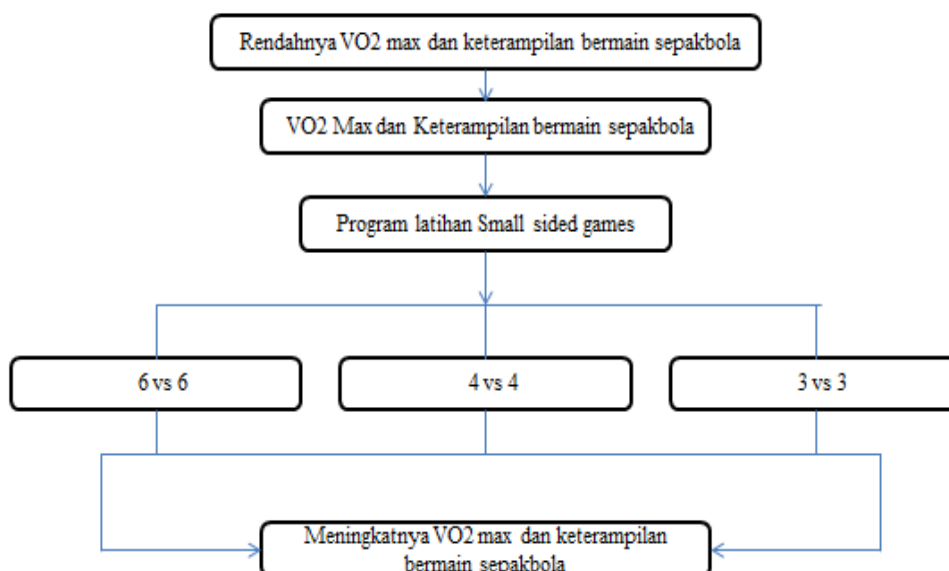 Rendahnya VO2 max dan keterampilan bermain sepakbola
VO2 Max dan Keterampilan bermain sepakbola
Program latihan Small sided games
6 vs 6
4 vs 4
3 vs 3
Meningkatnya VO2 max dan keterampilan
bermain sepakbola